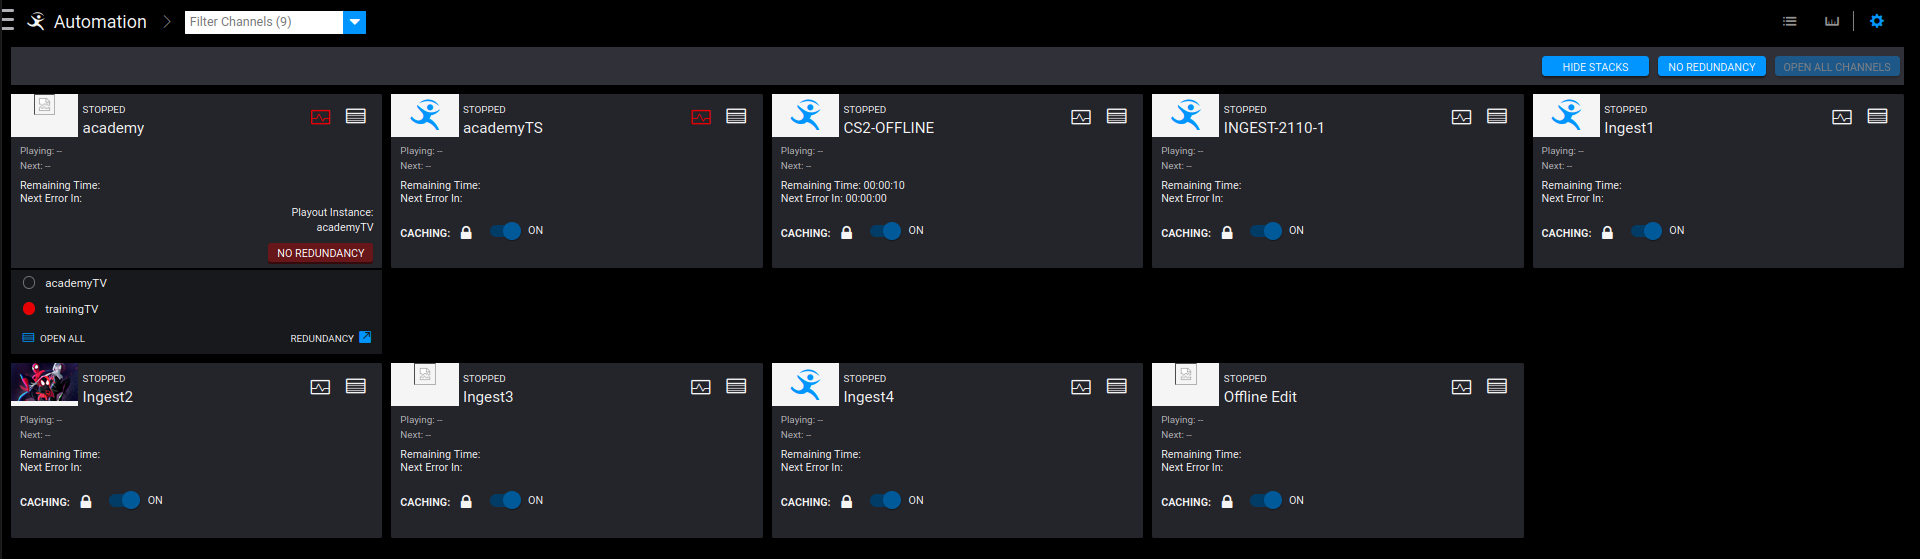 Automation
Filter Channels (9)
HIDE STACKS
NO REDUNDANCY
OPEN ALL CHANNELS
STOPPED
academy
Playing: --
Next: --
Remaining Time:
Next Error In:
Playout Instance:
academyTV
NO REDUNDANCY
academyTV
trainingTV
OPEN ALL
REDUNDANCY
STOPPED
academyTS
Playing: --
Next: --
Remaining Time:
Next Error In:
CACHING:
ON
STOPPED
CS2-OFFLINE
Playing: --
Next: --
Remaining Time: 00:00:10
Next Error In: 00:00:00
CACHING:
ON
STOPPED
INGEST-2110-1
Playing: --
Next: --
Remaining Time:
Next Error In:
CACHING:
ON
STOPPED
Ingest1
Playing: --
Next: --
Remaining Time:
Next Error In:
CACHING:
ON
STOPPED
Ingest2
Playing: --
Next: --
Remaining Time:
Next Error In:
CACHING:
ON
STOPPED
Ingest3
Playing: --
Next: --
Remaining Time:
Next Error In:
CACHING:
ON
STOPPED
Ingest4
Playing: --
Next: --
Remaining Time:
Next Error In:
CACHING:
ON
STOPPED
Offline Edit
Playing: --
Next: --
Remaining Time:
Next Error In:
CACHING:
ON